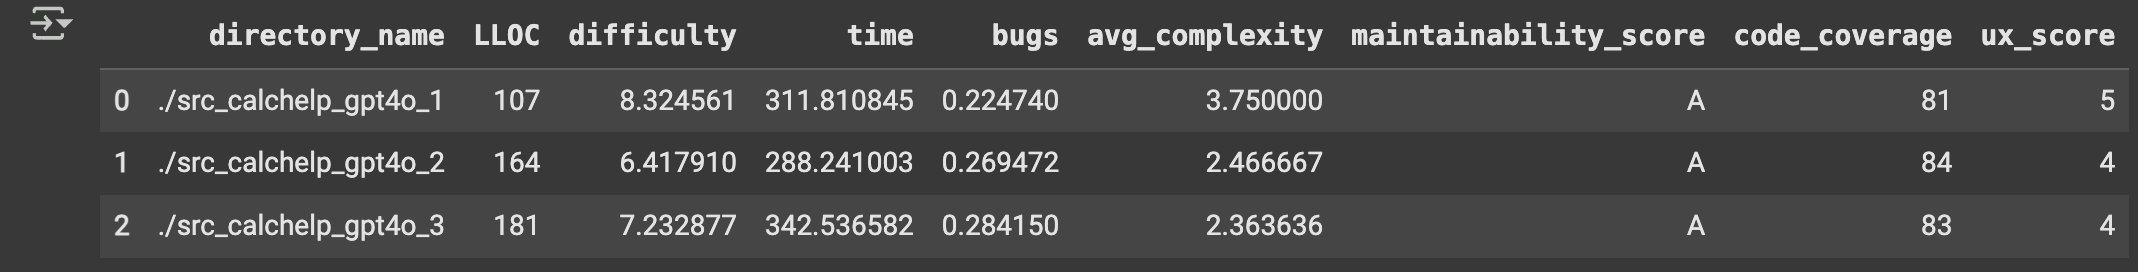 directory_name LLOC difficulty time bugs avg_complexity maintainability_score code_coverage ux_score
0 ./src_calchelp_gpt4o_1 107 8.324561 311.810845 0.224740 3.750000 A 81 5
1 ./src_calchelp_gpt4o_2 164 6.417910 288.241003 0.269472 2.466667 A 84 4
2 ./src_calchelp_gpt4o_3 181 7.232877 342.536582 0.284150 2.363636 A 83 4